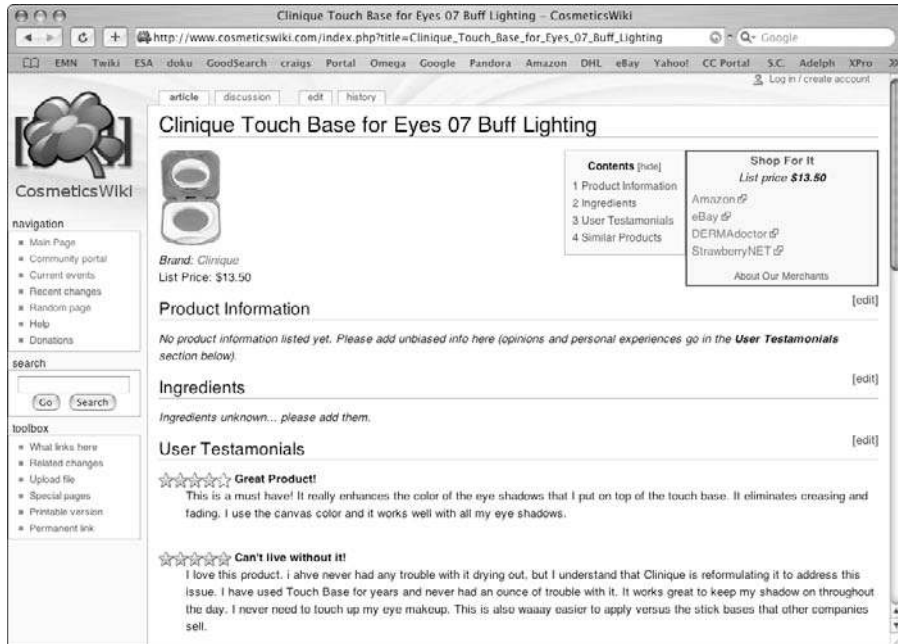 Clinique Touch Base for Eyes 07 Buff Lighting – CosmeticsWiki
http://www.cosmeticswiki.com/index.php?title=Clinique_Touch_Base_for_Eyes_07_Buff_Lighting
Google
EMN Twiki ESA doku GoodSearch craigs Portal Omega Google Pandora Amazon DHL eBay Yahoo! CC Portal S.C. Adelph XPro
Log in / create account
article discussion edit history
Clinique Touch Base for Eyes 07 Buff Lighting
CosmeticsWiki
navigation
Main Page
Community portal
Current events
Recent changes
Random page
Help
Donations
search
Go Search
toolbox
What links here
Related changes
Upload file
Special pages
Printable version
Permanent link
Contents [hide]
1 Product Information
2 Ingredients
3 User Testamonials
4 Similar Products
Shop For It
List price $13.50
Amazon
eBay
DERMAdoctor
StrawberryNET
About Our Merchants
Brand: Clinique
List Price: $13.50
Product Information
[edit]
No product information listed yet. Please add unbiased info here (opinions and personal experiences go in the User Testamonials
section below).
Ingredients
[edit]
Ingredients unknown... please add them.
User Testamonials
[edit]
Great Product!
This is a must have! It really enhances the color of the eye shadows that I put on top of the touch base. It eliminates creasing and
fading. I use the canvas color and it works well with all my eye shadows.
Can't live without it!
I love this product. i ahve never had any trouble with it drying out, but I understand that Clinique is reformulating it to address this
issue. I have used Touch Base for years and never had an ounce of trouble with it. It works great to keep my shadow on throughout
the day. I never need to touch up my eye makeup. This is also waaay easier to apply versus the stick bases that other companies
sell.